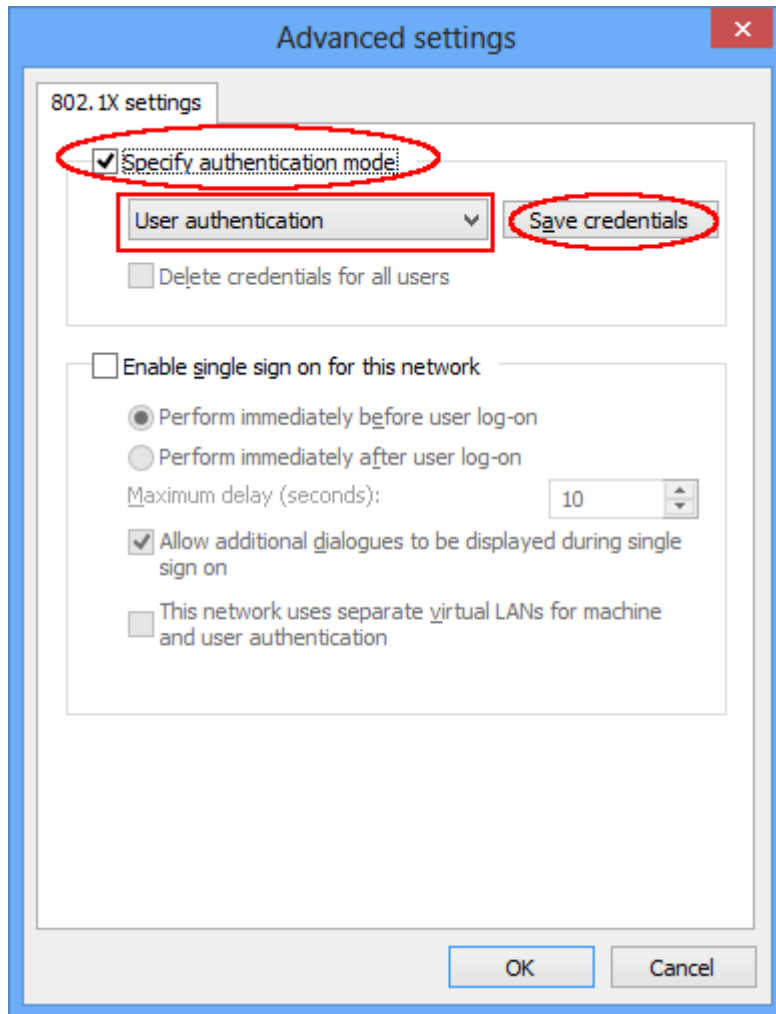 Advanced settings
802.1X settings
Specify authentication mode
User authentication
Save credentials
Delete credentials for all users
Enable single sign on for this network
Perform immediately before user log-on
Perform immediately after user log-on
Maximum delay (seconds):
10
Allow additional dialogues to be displayed during single
sign on
This network uses separate virtual LANs for machine
and user authentication
OK
Cancel